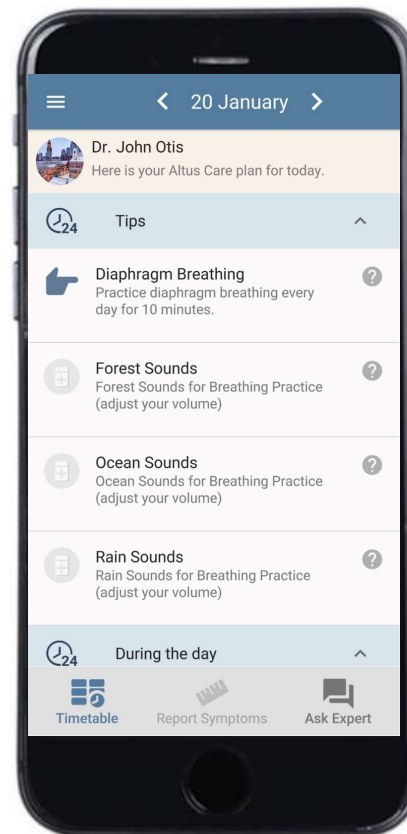 20 January
Dr. John Otis
Here is your Altus Care plan for today.
24
Tips
Diaphragm Breathing
Practice diaphragm breathing every
day for 10 minutes.
?
Forest Sounds
Forest Sounds for Breathing Practice
(adjust your volume)
?
Ocean Sounds
Ocean Sounds for Breathing Practice
(adjust your volume)
?
Rain Sounds
Rain Sounds for Breathing Practice
(adjust your volume)
?
24
During the day
Timetable
Report Symptoms
Ask Expert